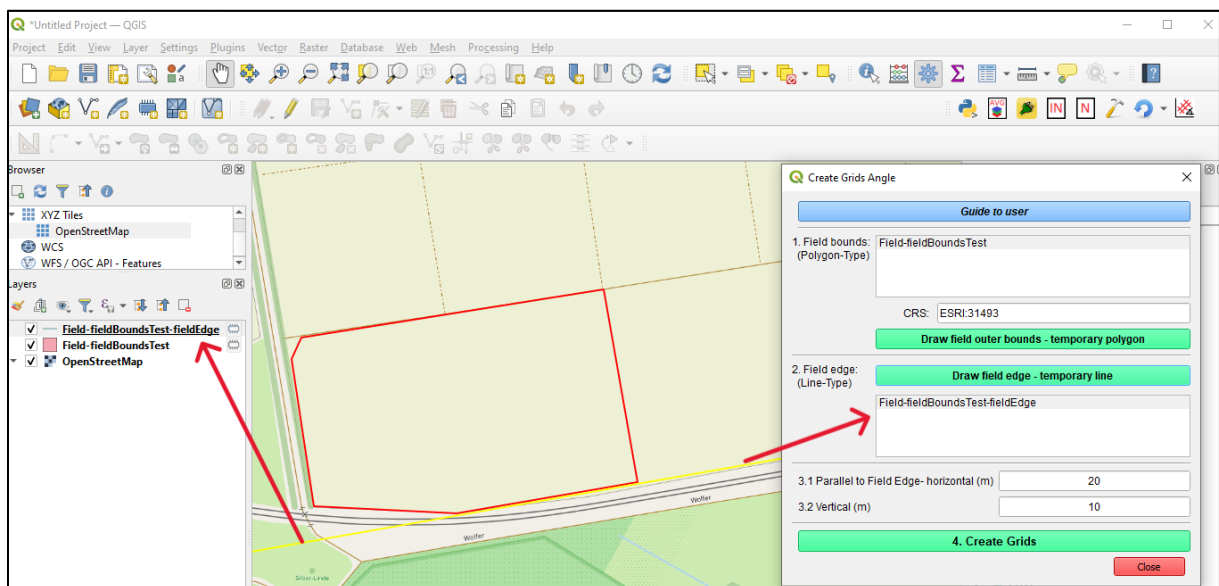 *Untitled Project — QGIS
Project Edit View Layer Settings Plugins Vector Raster Database Web Mesh Processing Help
AVG
IN
N
Browser
XYZ Tiles
OpenStreetMap
WCS
WFS / OGC API - Features
Layers
Field-fieldBoundsTest-fieldEdge
Field-fieldBoundsTest
OpenStreetMap
Wolfer
Wolfer
Silber-Linde
Create Grids Angle
Guide to user
1. Field bounds:
(Polygon-Type)
Field-fieldBoundsTest
CRS: ESRI:31493
Draw field outer bounds - temporary polygon
2. Field edge:
(Line-Type)
Draw field edge - temporary line
Field-fieldBoundsTest-fieldEdge
3.1 Parallel to Field Edge- horizontal (m) 20
3.2 Vertical (m) 10
4. Create Grids
Close